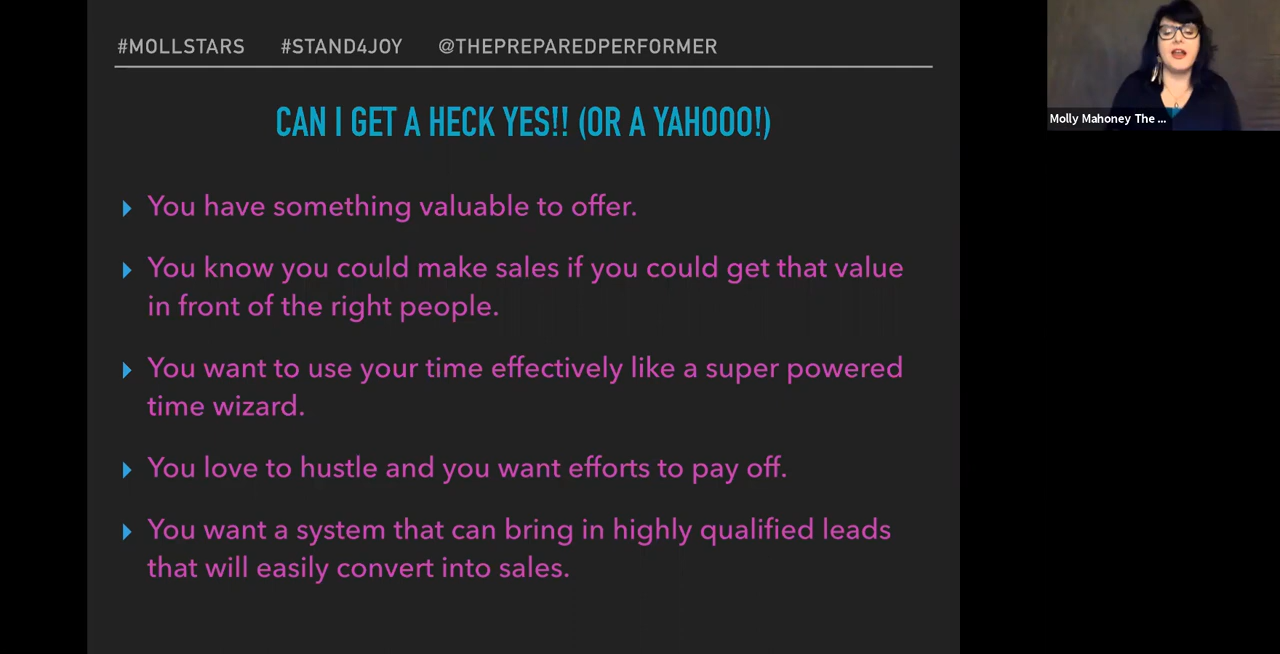 #MOLLSTARS #STAND4JOY @THEPREPAREDPERFORMER
CAN I GET A HECK YES!! (OR A YAHOOO!)
You have something valuable to offer.
You know you could make sales if you could get that value
in front of the right people.
You want to use your time effectively like a super powered
time wizard.
You love to hustle and you want efforts to pay off.
You want a system that can bring in highly qualified leads
that will easily convert into sales.
Molly Mahoney The ...